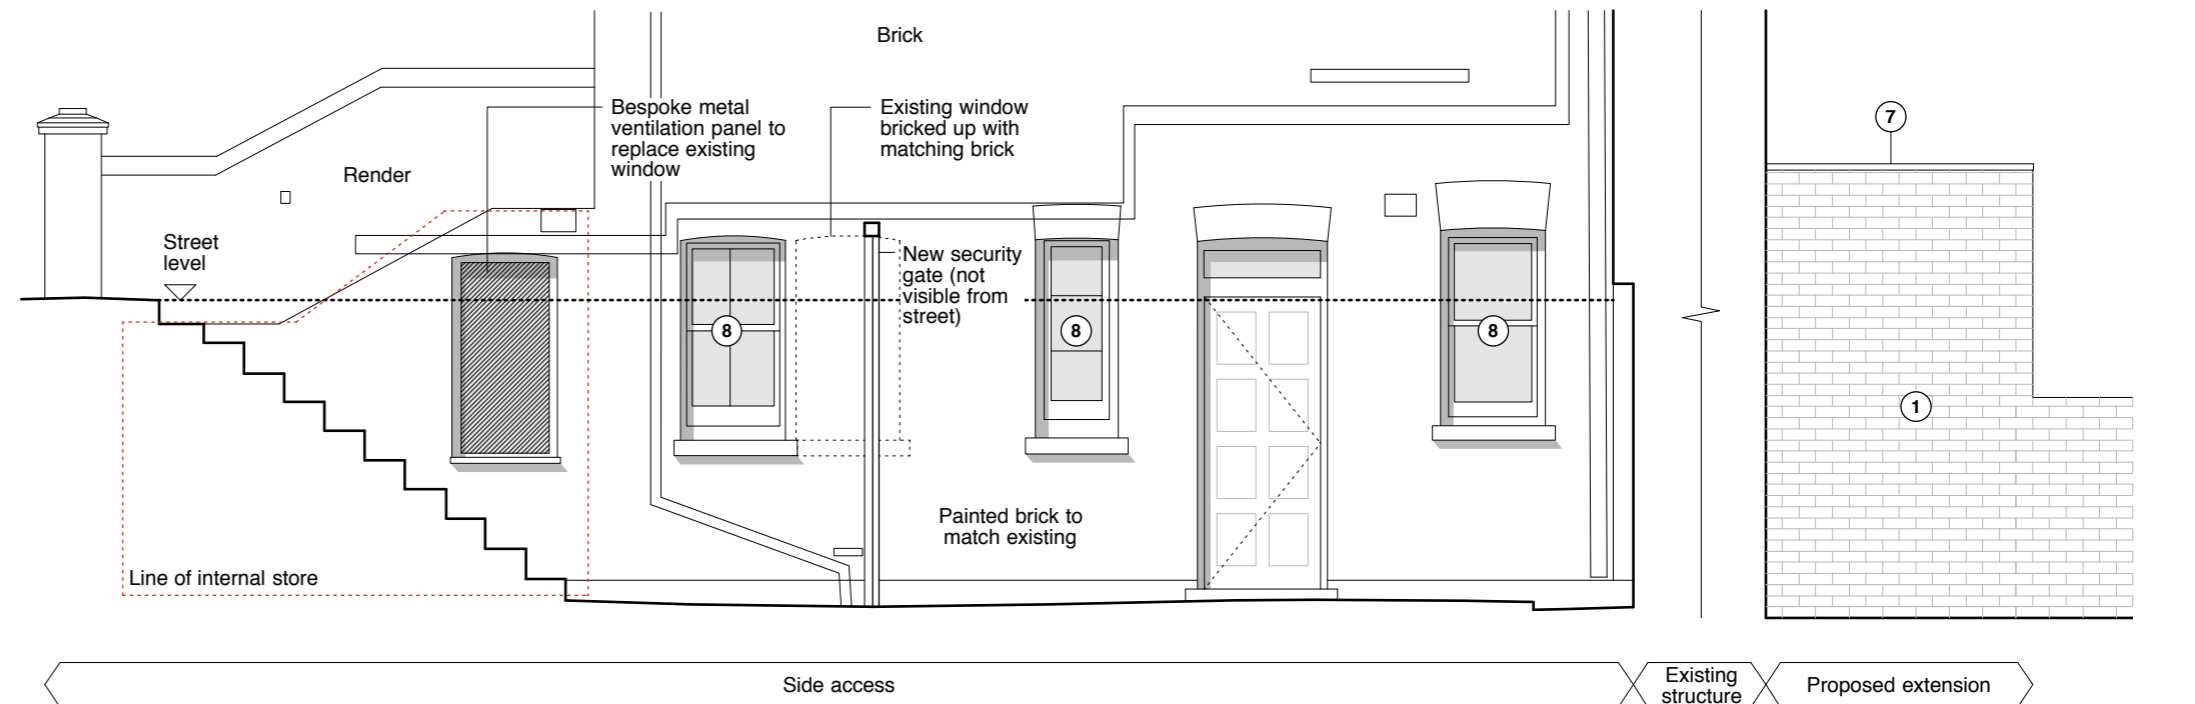 Brick
Bespoke metal
ventilation panel to
replace existing
window
Existing window
bricked up with
matching brick
7
Render
Street
level
New security
gate (not
visible from
street)
8
8
8
1
Painted brick to
match existing
Line of internal store
Side access
Existing
structure
Proposed extension